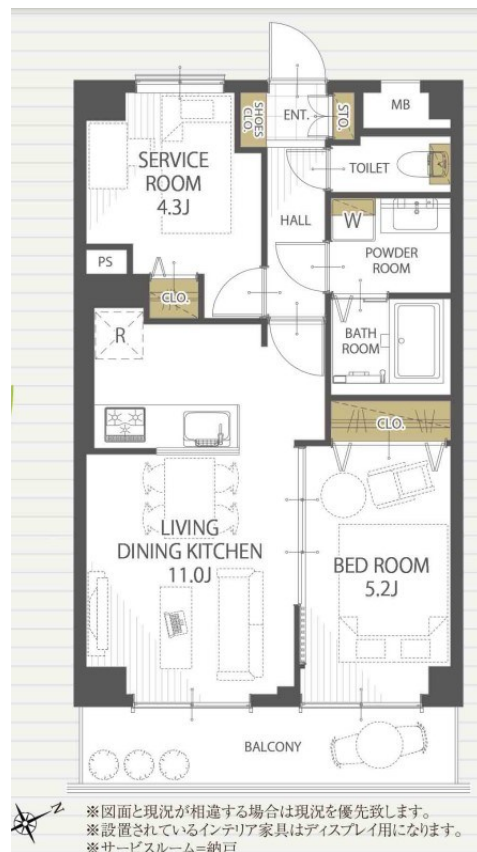 SHOES
CLO.
ENT.
STO.
MB
SERVICE
ROOM
4.3J
TOILET
HALL
PS
W
POWDER
ROOM
CLO.
R
BATH
ROOM
CLO.
LIVING
DINING KITCHEN
11.0J
BED ROOM
5.2J
BALCONY
N
※図面と現況が相違する場合は現況を優先致します。
※設置されているインテリア家具はディスプレイ用になります。
※サービスルーム=納戸